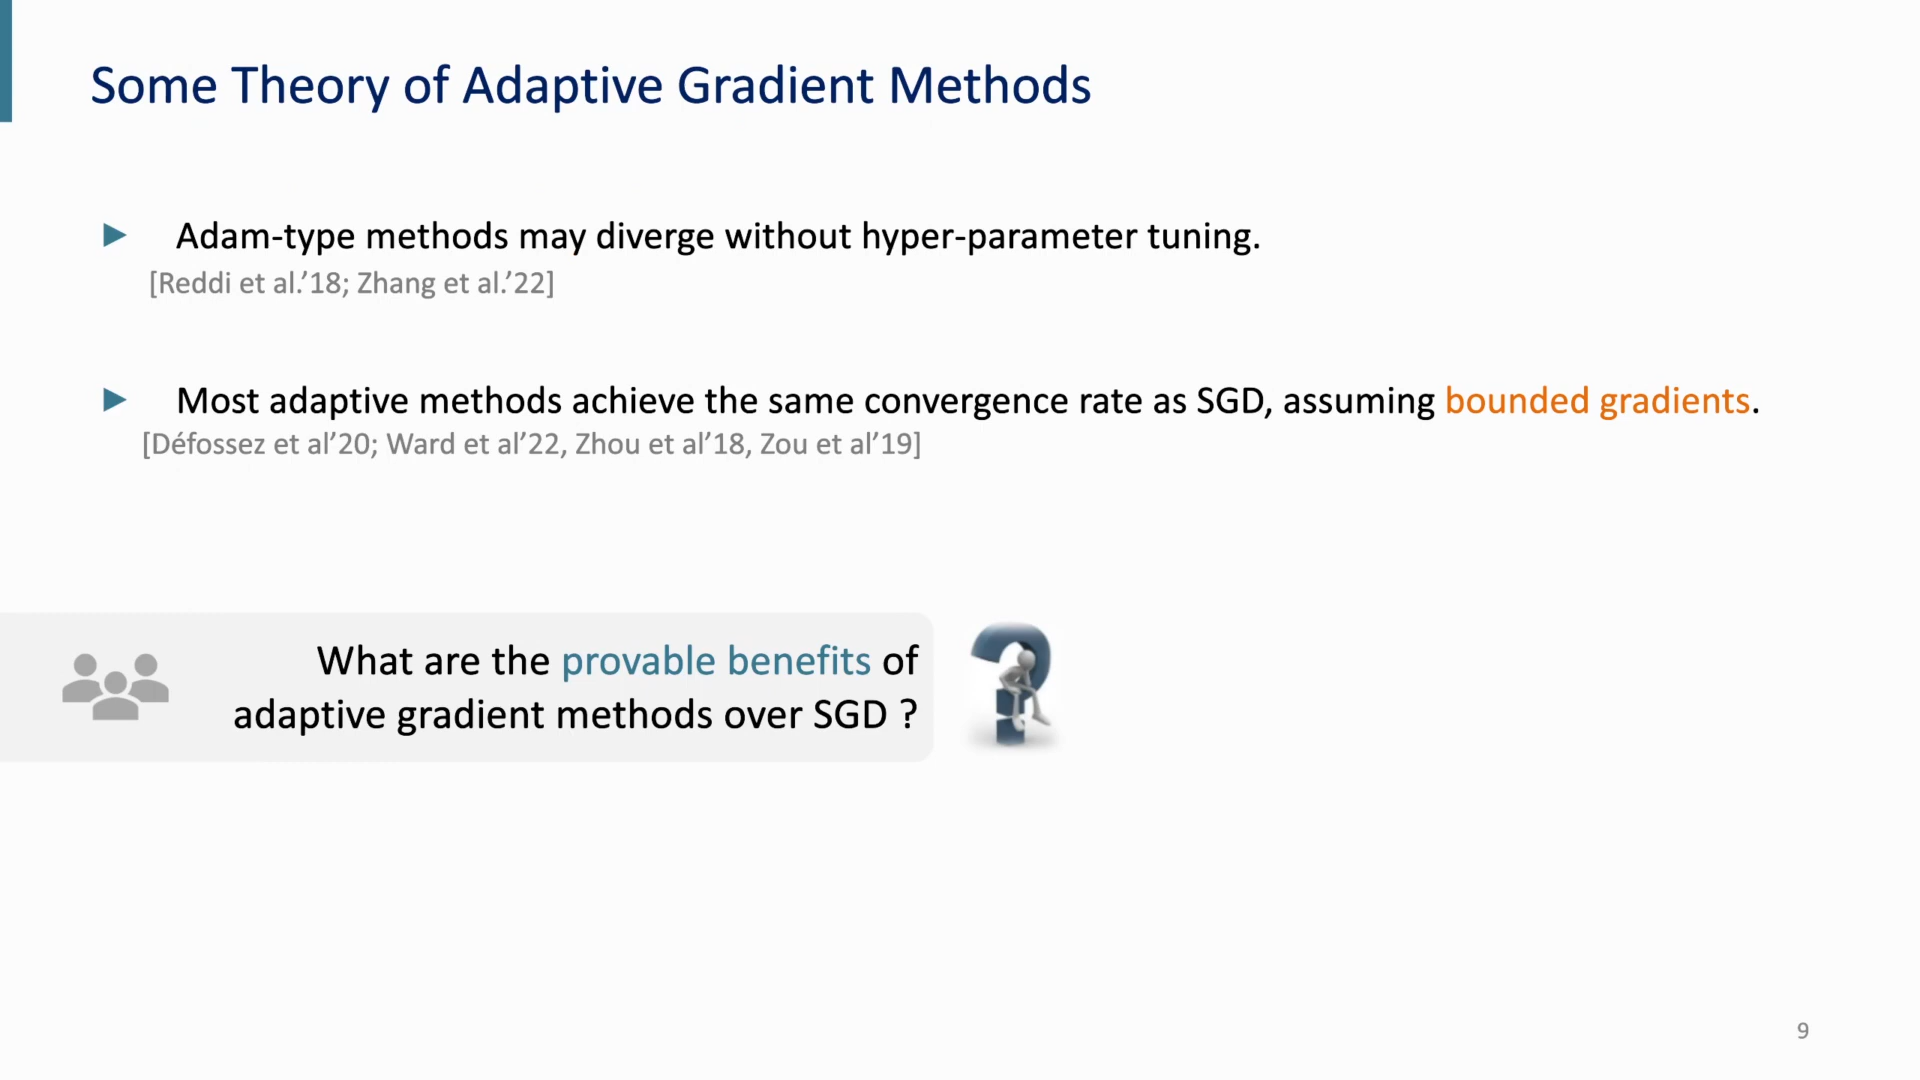 Some Theory of Adaptive Gradient Methods
Adam-type methods may diverge without hyper-parameter tuning.
[Reddi et al.’18; Zhang et al.’22]
Most adaptive methods achieve the same convergence rate as SGD, assuming bounded gradients.
[Défossez et al’20; Ward et al’22, Zhou et al’18, Zou et al’19]
What are the provable benefits of
adaptive gradient methods over SGD ?
9